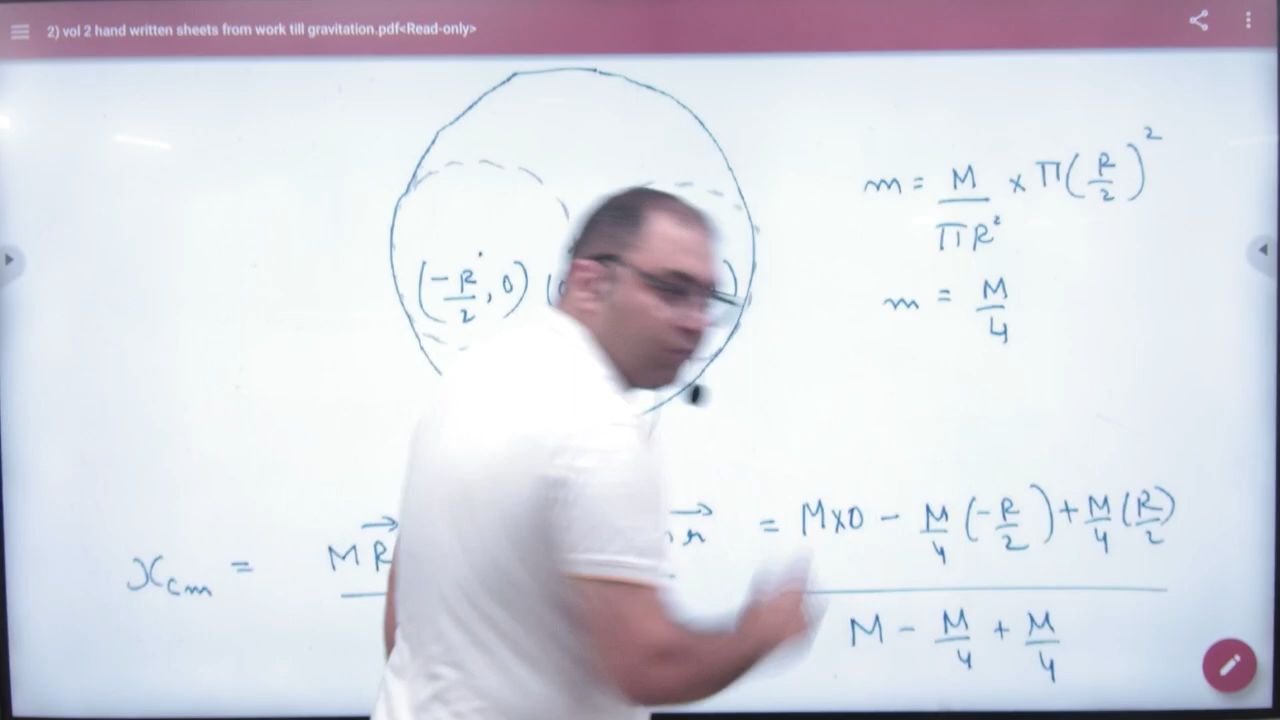 2) vol 2 hand written sheets from work till gravitation.pdf<Read-only>
m = M/πR² × π(R/2)²
(-R/2, 0) (
)
m = M/4
x_cm = M R⃗
= M×0 - M/4 (-R/2) + M/4 (R/2)
M - M/4 + M/4